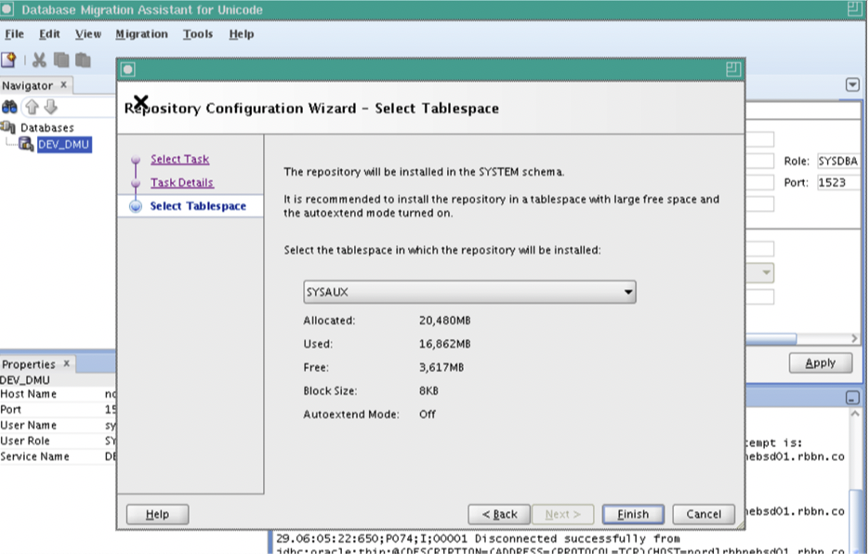 Database Migration Assistant for Unicode
File Edit View Migration Tools Help
Navigator x
Databases
DEV_DMU
Repository Configuration Wizard - Select Tablespace
Select Task
Task Details
Select Tablespace
The repository will be installed in the SYSTEM schema.
It is recommended to install the repository in a tablespace with large free space and
the autoextend mode turned on.
Select the tablespace in which the repository will be installed:
SYSAUX
Allocated: 20,480MB
Used: 16,862MB
Free: 3,617MB
Block Size: 8KB
Autoextend Mode: Off
Help < Back Next > Finish Cancel
Role: SYSDBA
Port: 1523
Apply
Properties x
DEV_DMU
Host Name
Port 15
User Name sy
User Role SY
Service Name DE
tempt is:
nebsd01.rbbn.co
nebsd01.rbbn.co
29.06:05:22:650;P074;I;00001 Disconnected successfully from
jdbc:oracle:thin:@(DESCRIPTION=(ADDRESS=(PROTOCOL=TCP)(HOST=nordlrbhnebsd01.rbbn.co